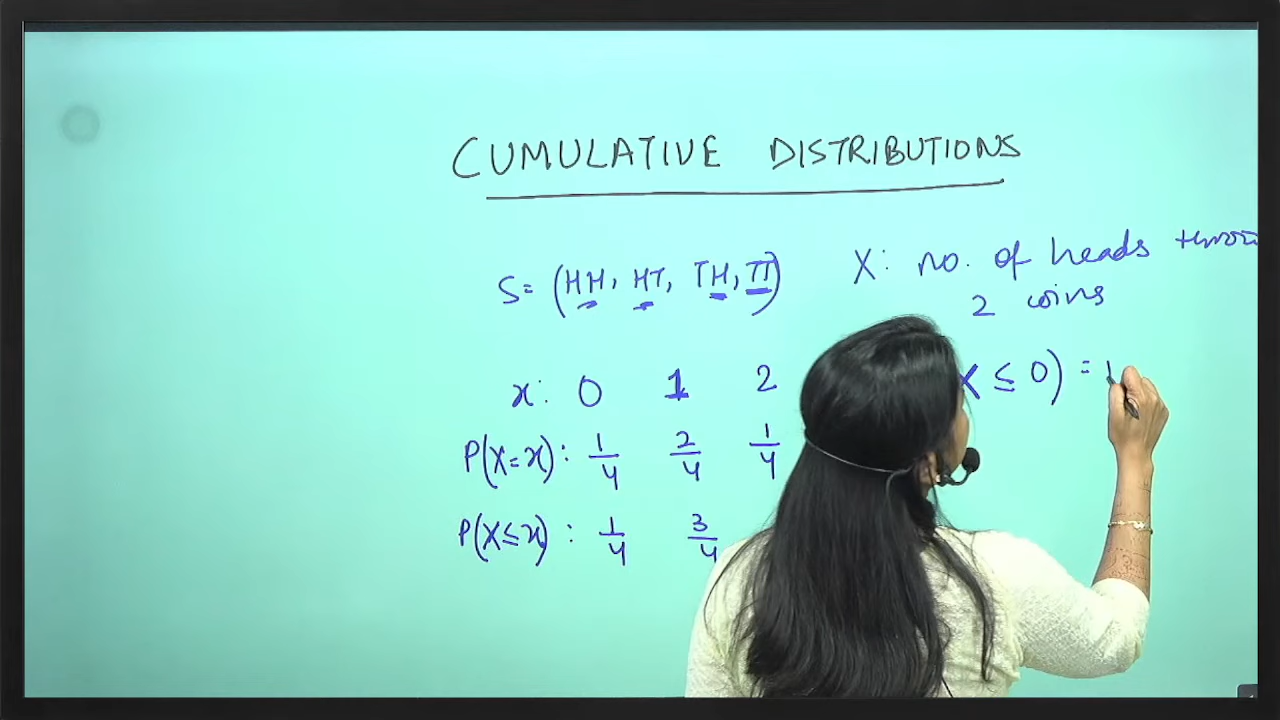 CUMULATIVE DISTRIBUTIONS
S= (HH, HT, TH, TT)
X: no. of heads
2 coins
x: 0 1 2
X ≤ 0) =
P(X=x): 1/4 2/4 1/4
P(X≤x): 1/4 3/4